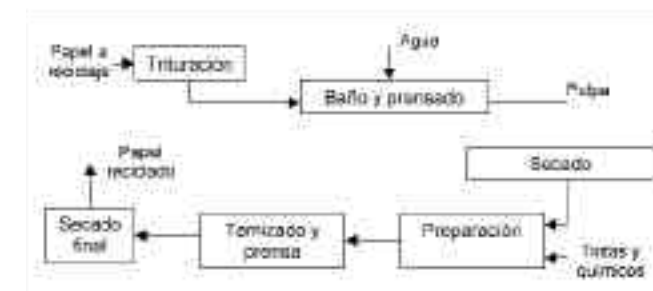 Papel a
reciclaje
Trituración
Agua
Baño y prensado
Pulpa
Secado
Papel
reciclado
Secado
final
Tamizado y
prensa
Preparación
Tintas y
químicos